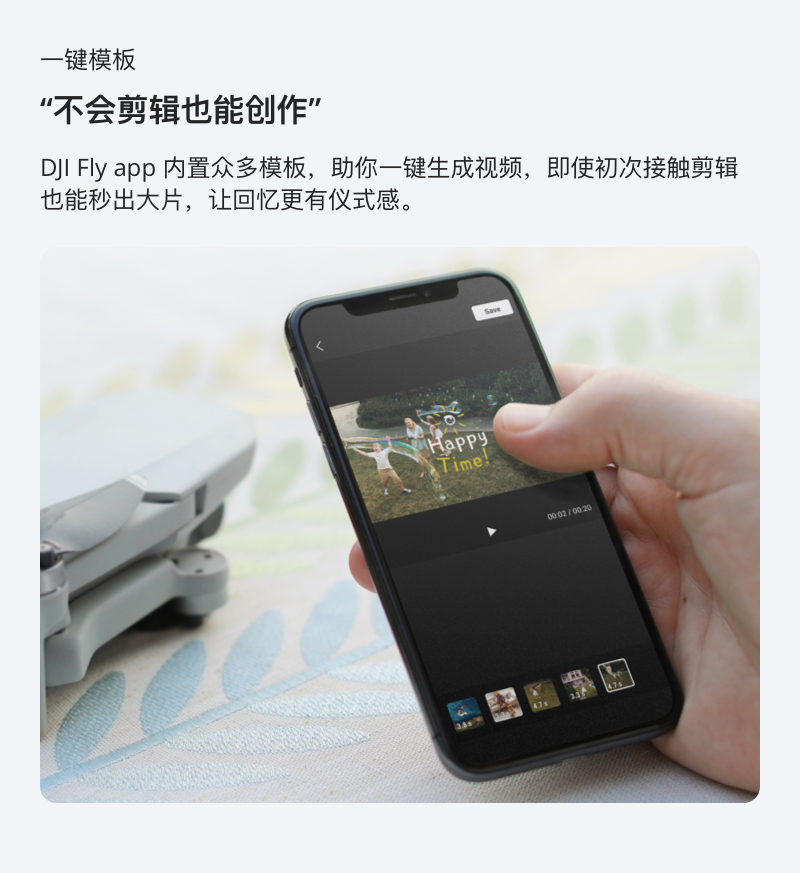 一键模板
“不会剪辑也能创作”
DJI Fly app 内置众多模板，助你一键生成视频，即使初次接触剪辑
也能秒出大片，让回忆更有仪式感。
Save
Happy
Time!
00:02 / 00:20
3.8 s
4.7 s
3.3 s
4.7 s